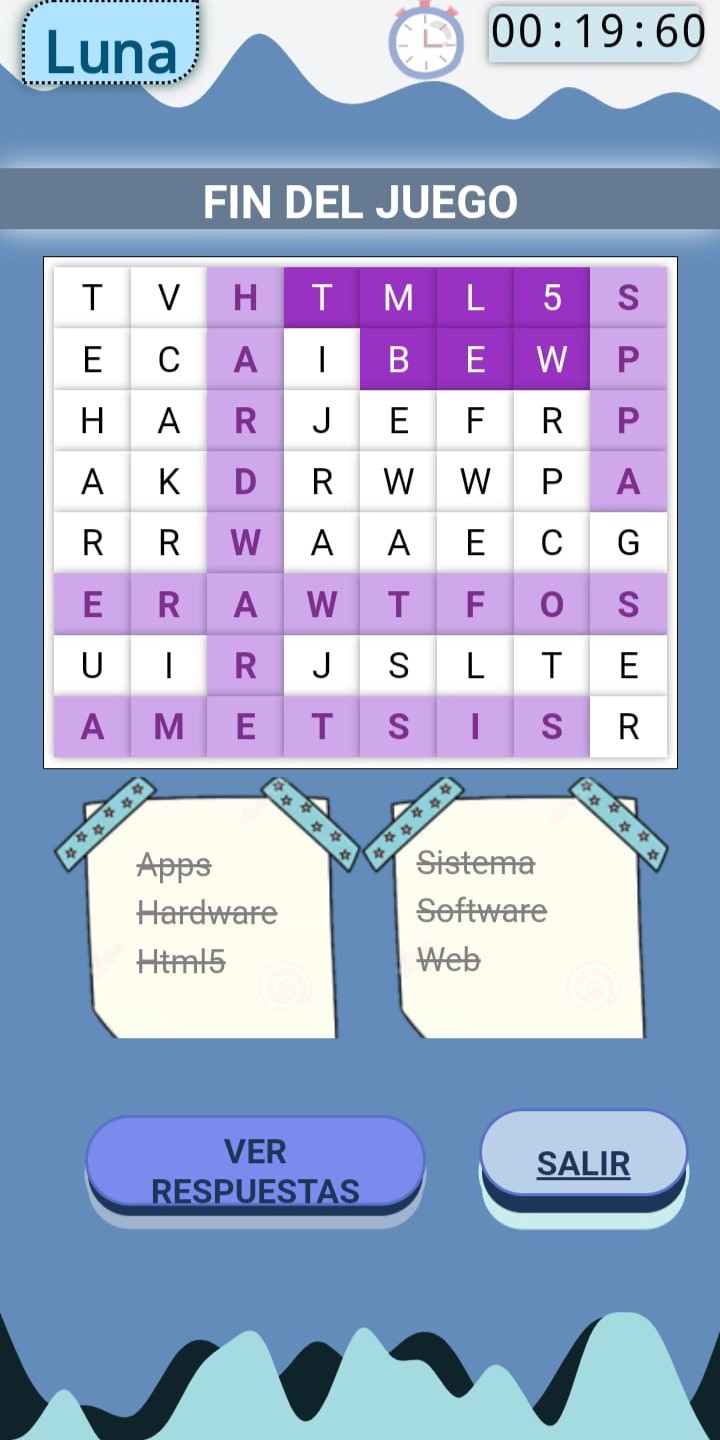 Luna
00:19:60
FIN DEL JUEGO
T V H T M L 5 S
E C A I B E W P
H A R J E F R P
A K D R W W P A
R R W A A E C G
E R A W T F O S
U I R J S L T E
A M E T S I S R
Apps
Hardware
Html5
Sistema
Software
Web
VER
RESPUESTAS
SALIR